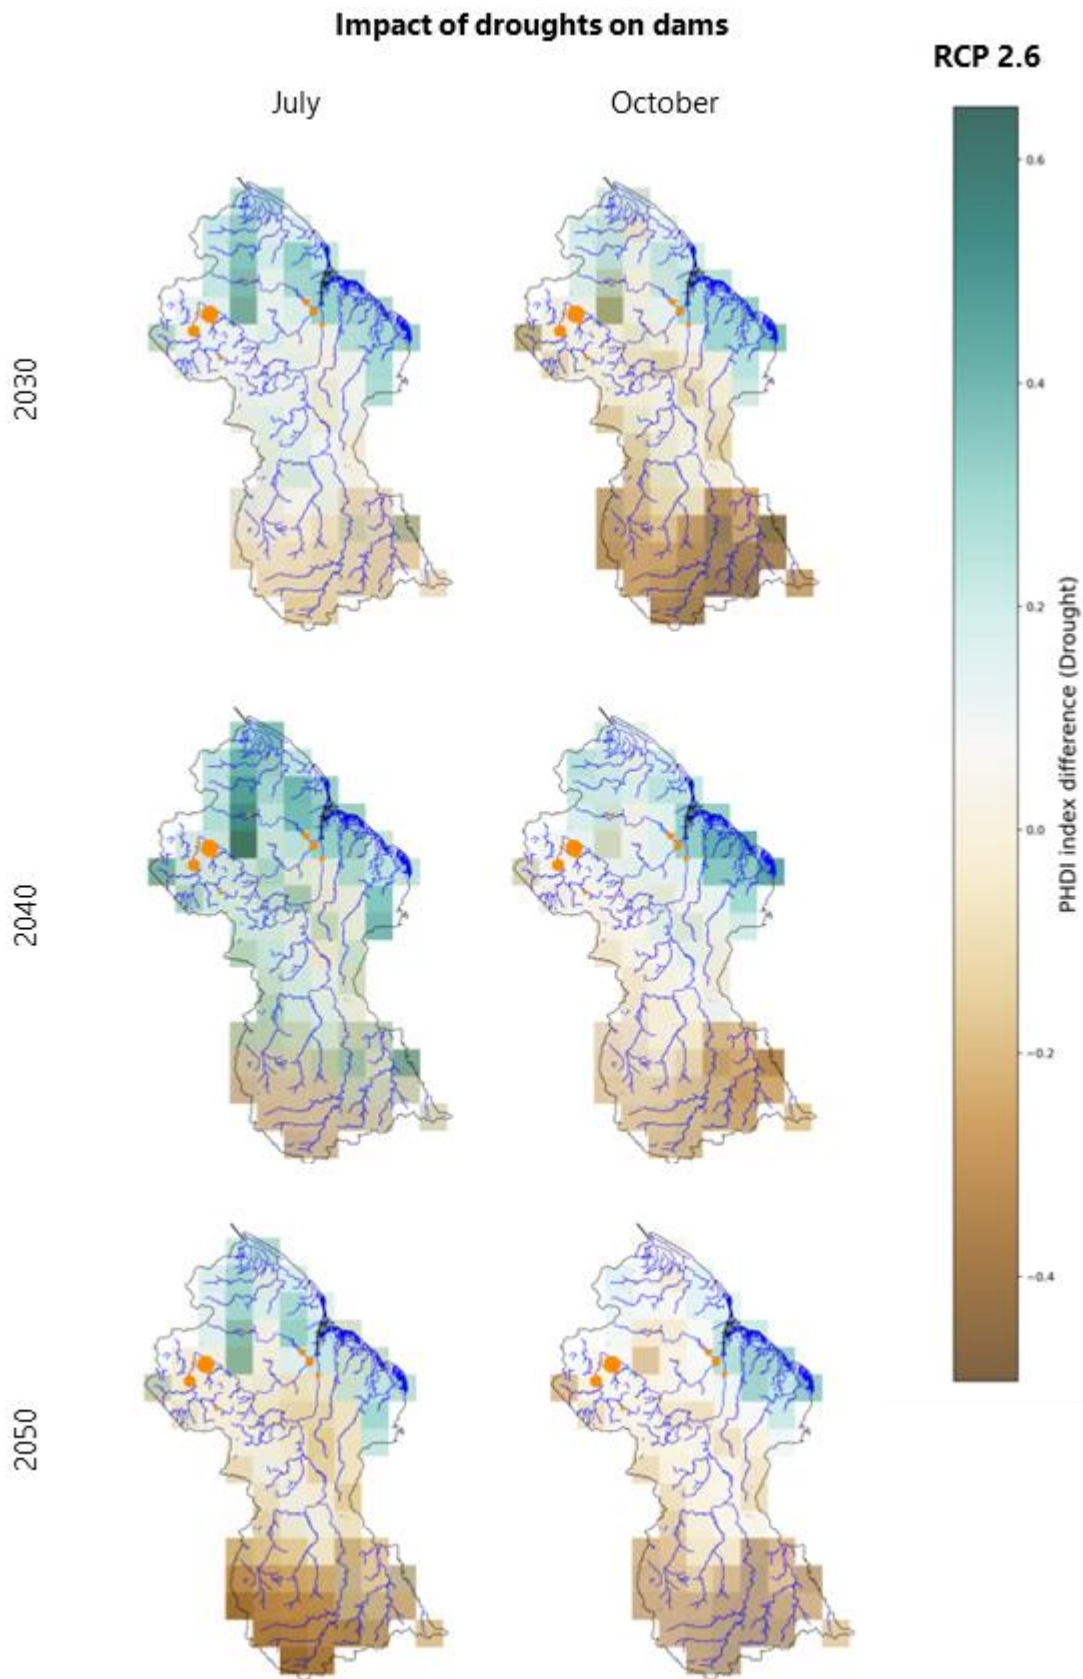 Impact of droughts on dams
RCP 2.6
July
October
0.6
0.4
0.2
0.0
−0.2
−0.4
PHDI index difference (Drought)
2030
2040
2050